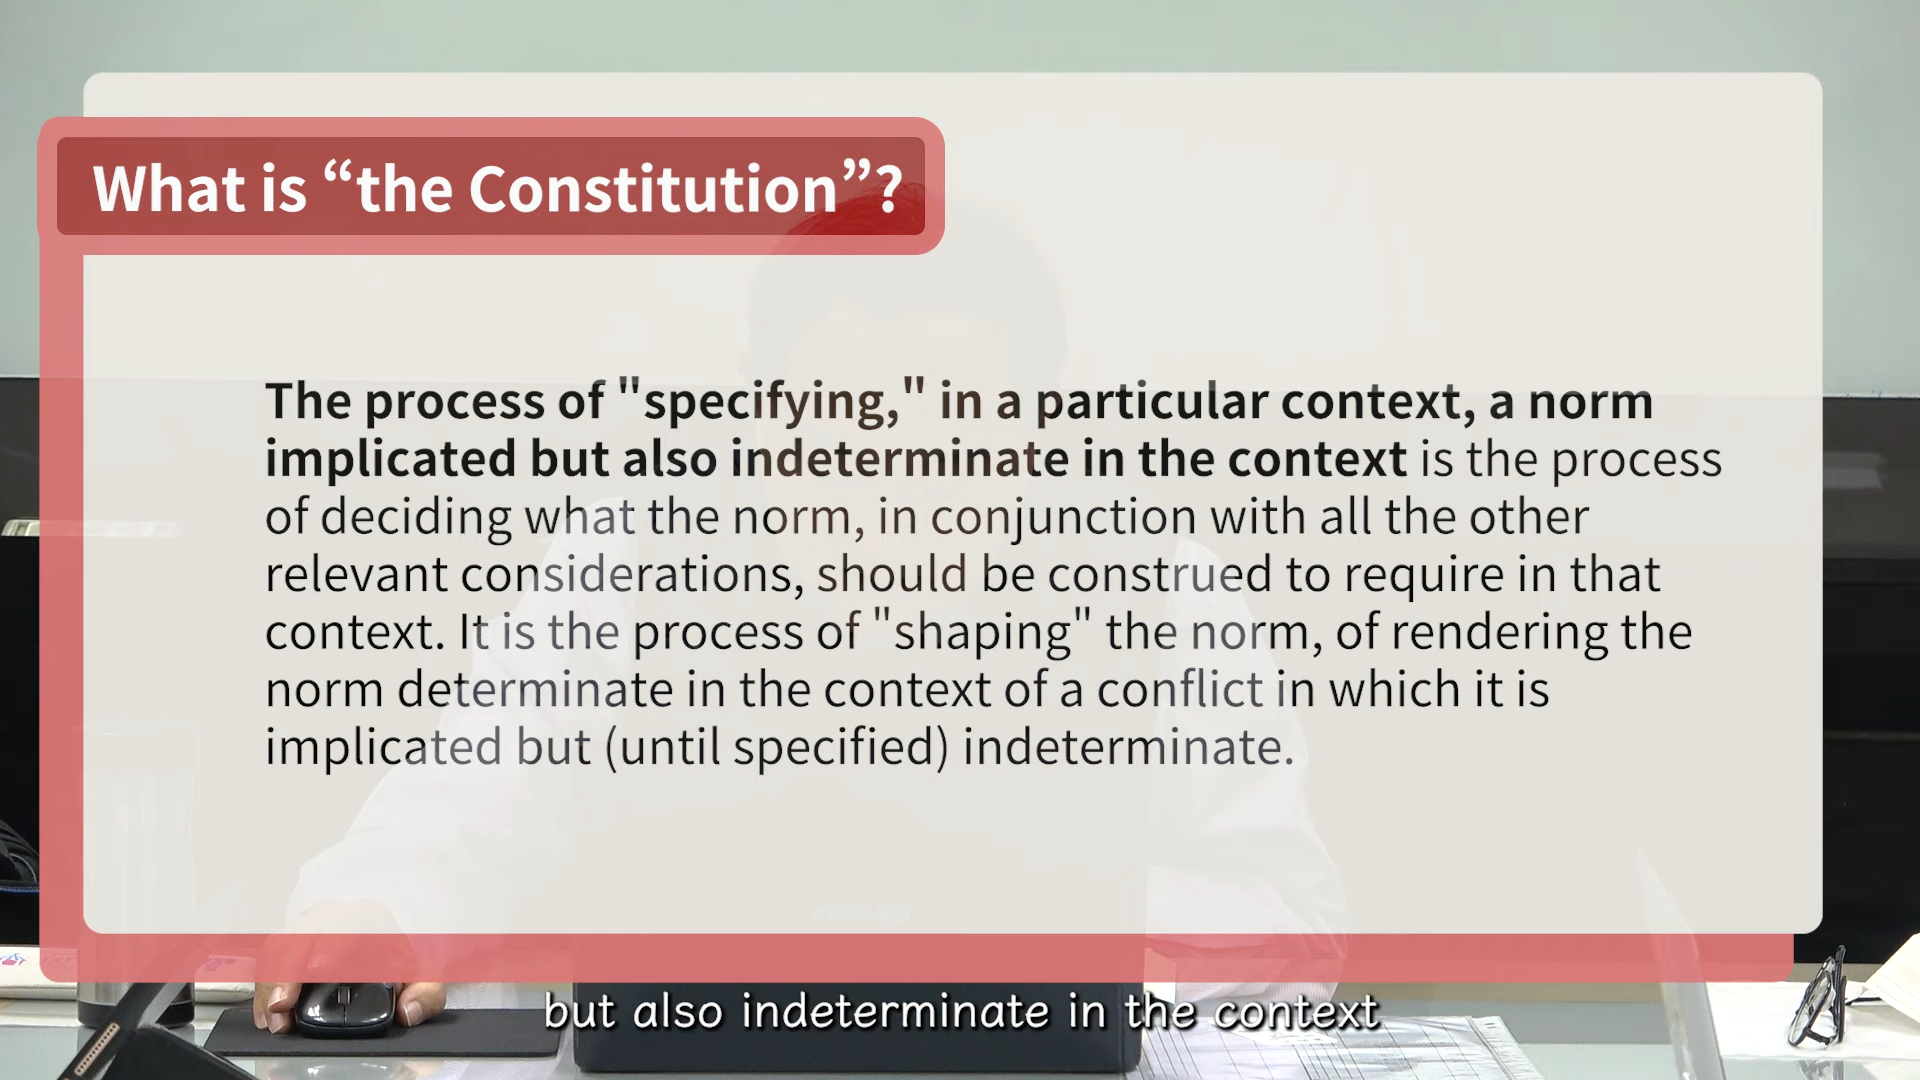 What is “the Constitution”?
The process of "specifying," in a particular context, a norm
implicated but also indeterminate in the context is the process
of deciding what the norm, in conjunction with all the other
relevant considerations, should be construed to require in that
context. It is the process of "shaping" the norm, of rendering the
norm determinate in the context of a conflict in which it is
implicated but (until specified) indeterminate.
but also indeterminate in the context